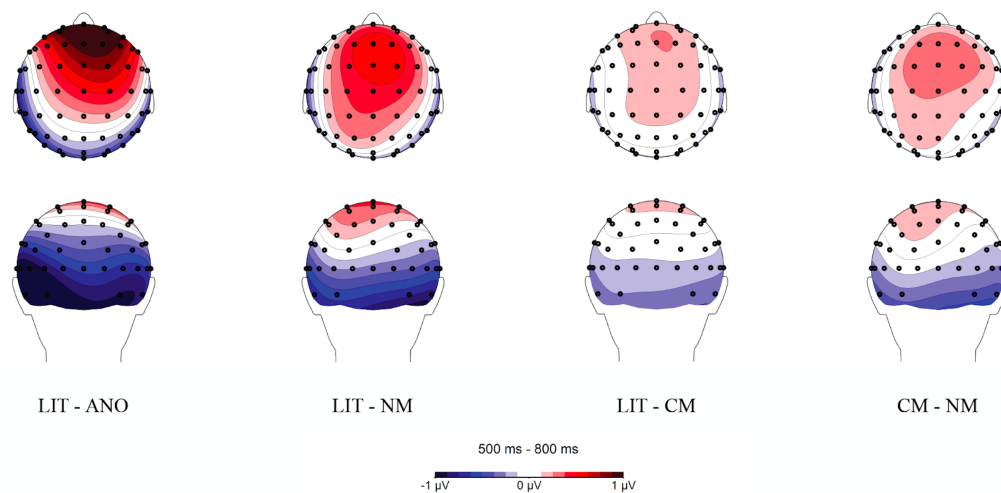 LIT - ANO
LIT - NM
LIT - CM
CM - NM
500 ms - 800 ms
-1 µV 0 µV 1 µV